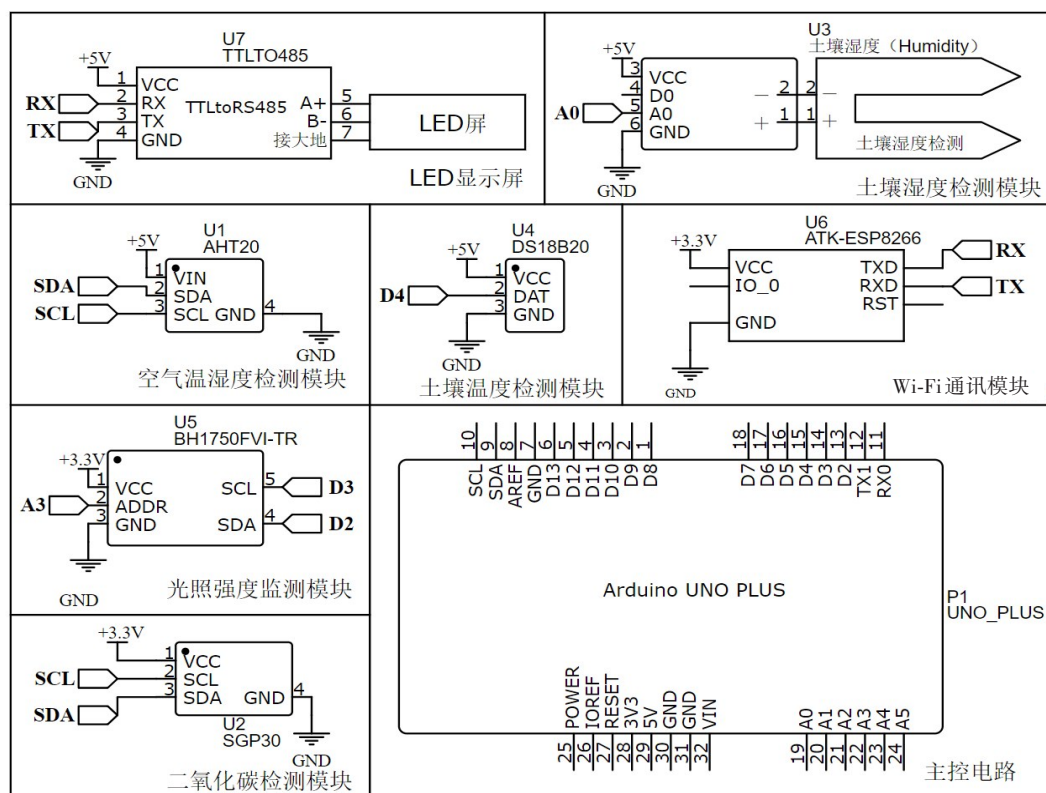 U7
TTLTO485
+5V
1 VCC
RX 2 RX
TX 3 TX
4 GND
TTLtoRS485
A+ 5
B- 6
接大地 7
LED屏
GND
LED显示屏
U3
土壤湿度（Humidity）
+5V
3 VCC
4 D0
A0 5 A0
6 GND
— 2 2 —
+ 1 1 +
土壤湿度检测
GND
土壤湿度检测模块
U1
AHT20
+5V
1 VIN
SDA 2 SDA
SCL 3 SCL GND 4
GND
空气温湿度检测模块
U4
DS18B20
+5V
1 VCC
D4 2 DAT
3 GND
GND
土壤温度检测模块
U6
ATK-ESP8266
+3.3V
VCC TXD RX
IO_0 RXD TX
RST
GND
GND
Wi-Fi通讯模块
U5
BH1750FVI-TR
+3.3V
1 VCC SCL 5 D3
A3 2 ADDR
3 GND SDA 4 D2
GND
光照强度监测模块
+3.3V
1 VCC
SCL 2 SCL
SDA 3 SDA GND 4
U2
SGP30
GND
二氧化碳检测模块
10 9 8 7 6 5 4 3 2 1 18 17 16 15 14 13 12 11
SCL SDA AREF GND D13 D12 D11 D10 D9 D8 D7 D6 D5 D4 D3 D2 TX1 RX0
Arduino UNO PLUS
P1
UNO_PLUS
POWER IOREF RESET 3V3 5V GND GND VIN A0 A1 A2 A3 A4 A5
25 26 27 28 29 30 31 32 19 20 21 22 23 24
主控电路